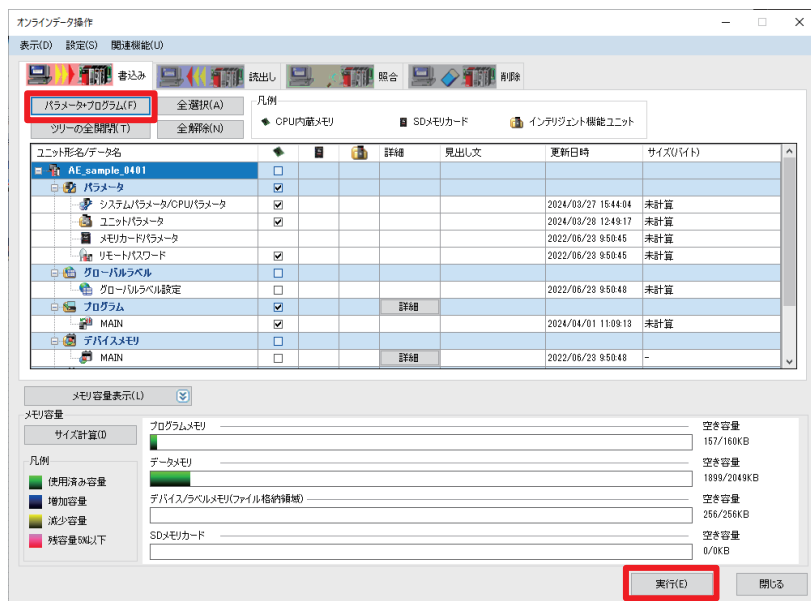 オンラインデータ操作
表示(D) 設定(S) 関連機能(U)
書込み 読出し 照合 削除
パラメータ+プログラム(F) 全選択(A)
ツリーの全開閉(T) 全解除(N)
凡例
CPU内蔵メモリ SDメモリカード インテリジェント機能ユニット
ユニット形名/データ名 詳細 見出し文 更新日時 サイズ(バイト)
AE_sample_0401
パラメータ
システムパラメータ/CPUパラメータ 2024/03/27 15:44:04 未計算
ユニットパラメータ 2024/03/28 12:49:17 未計算
メモリカードパラメータ 2022/06/23 9:50:45 未計算
リモートパスワード 2022/06/23 9:50:45 未計算
グローバルラベル
グローバルラベル設定 2022/06/23 9:50:48 未計算
プログラム 詳細
MAIN 2024/04/01 11:09:13 未計算
デバイスメモリ
MAIN 詳細 2022/06/23 9:50:48 -
メモリ容量表示(L)
メモリ容量
サイズ計算(I)
凡例
使用済み容量
増加容量
減少容量
残容量5%以下
プログラムメモリ 空き容量
157/160KB
データメモリ 空き容量
1899/2049KB
デバイス/ラベルメモリ(ファイル格納領域) 空き容量
256/256KB
SDメモリカード 空き容量
0/0KB
実行(E) 閉じる